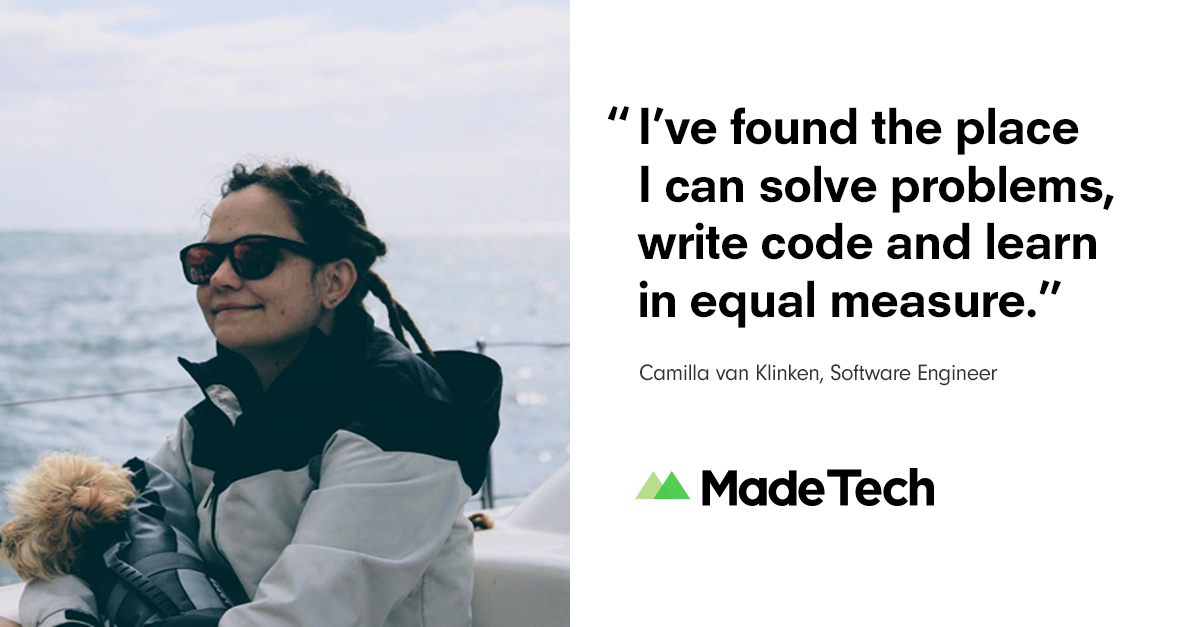 “I’ve found the place
I can solve problems,
write code and learn
in equal measure.”
Camilla van Klinken, Software Engineer
Made Tech